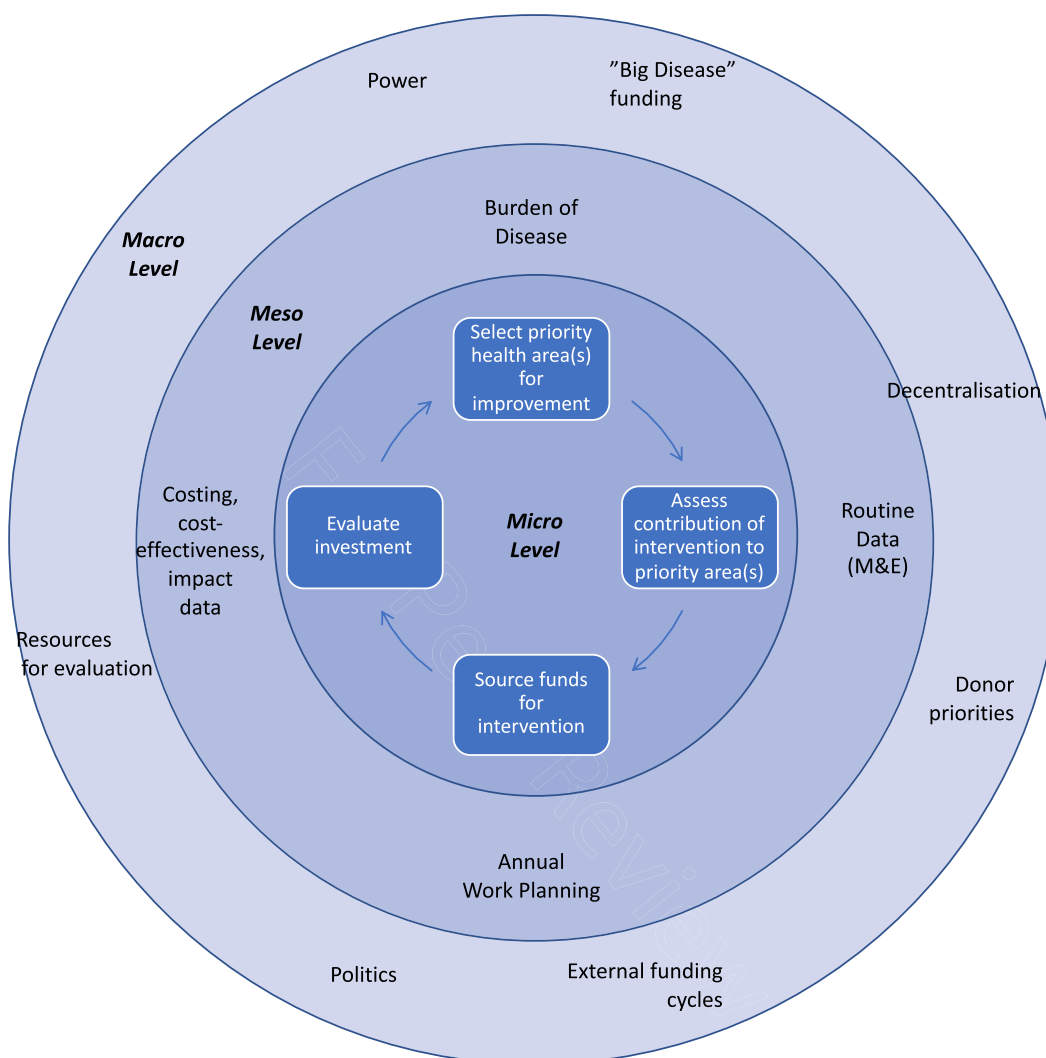 Power
”Big Disease”
funding
Macro
Level
Burden of
Disease
Meso
Level
Select priority
health area(s)
for
improvement
Decentralisation
Costing,
cost-
effectiveness,
impact
data
Evaluate
investment
Micro
Level
Assess
contribution of
intervention to
priority area(s)
Routine
Data
(M&E)
Resources
for evaluation
Source funds
for
intervention
Donor
priorities
Annual
Work Planning
Politics
External funding
cycles
Review